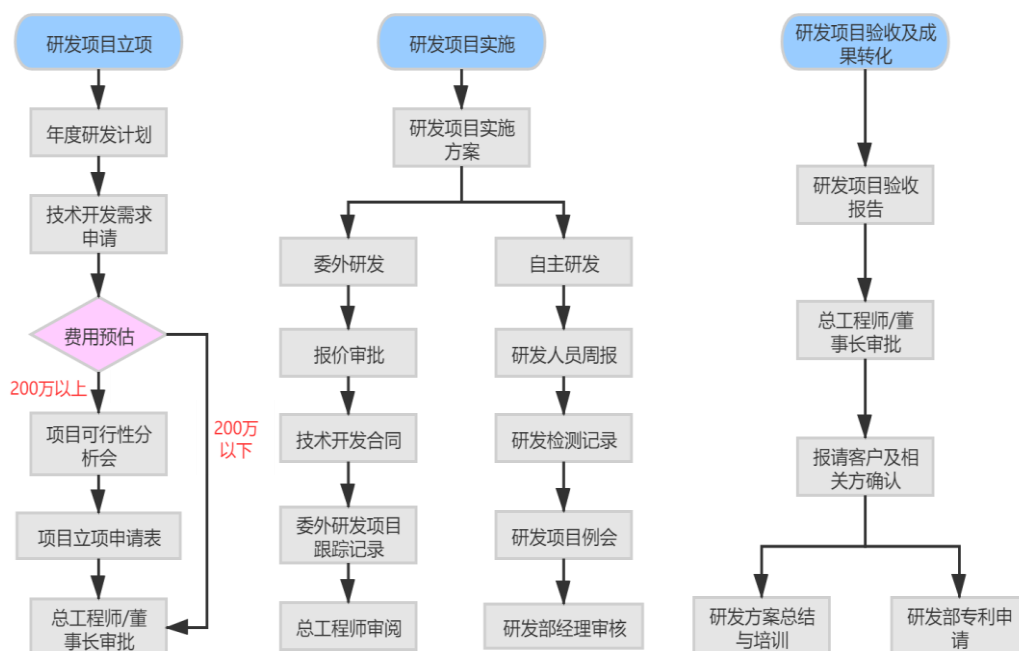 研发项目立项
年度研发计划
技术开发需求
申请
费用预估
200万以上
200万
以下
项目可行性分
析会
项目立项申请表
总工程师/董
事长审批
研发项目实施
研发项目实施
方案
委外研发
报价审批
技术开发合同
委外研发项目
跟踪记录
总工程师审阅
自主研发
研发人员周报
研发检测记录
研发项目例会
研发部经理审核
研发项目验收及成
果转化
研发项目验收
报告
总工程师/董
事长审批
报请客户及相
关方确认
研发方案总结
与培训
研发部专利申
请